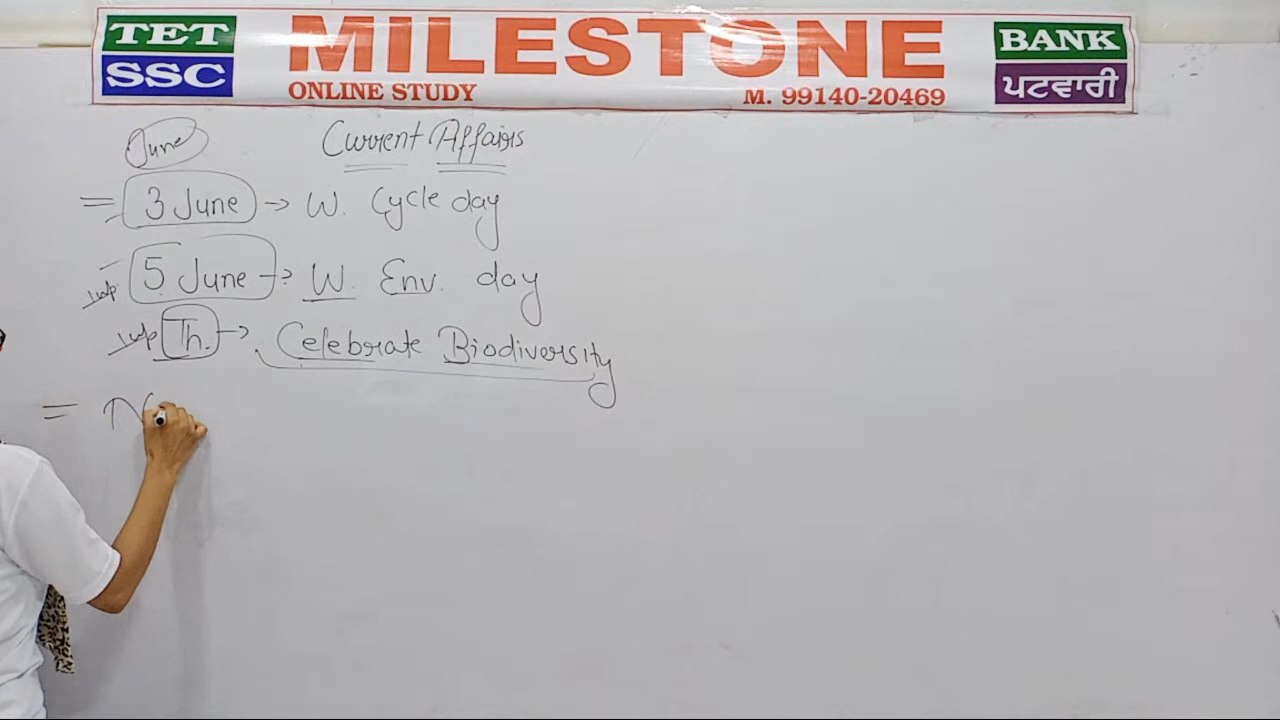 TET
SSC
MILESTONE
ONLINE STUDY
M. 99140-20469
BANK
ਪਟਵਾਰੀ
June
Current Affairs
= 3 June → W. Cycle day
Imp 5 June → W. Env. day
Imp Th. → Celebrate Biodiversity
= N